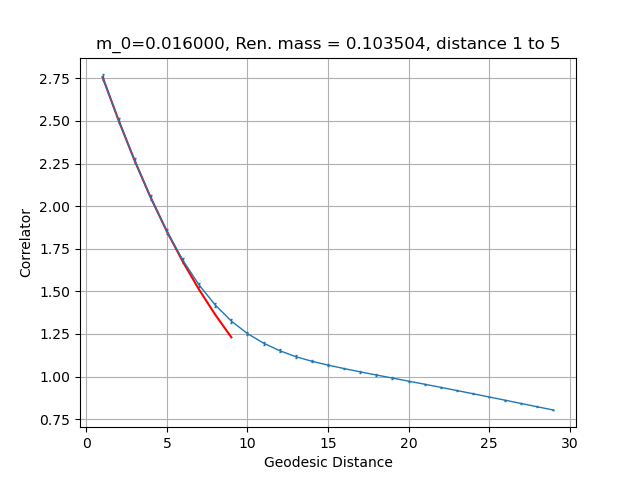 m_0=0.016000, Ren. mass = 0.103504, distance 1 to 5
2.75
2.50
2.25
2.00
1.75
1.50
1.25
1.00
0.75
Correlator
0 5 10 15 20 25 30
Geodesic Distance